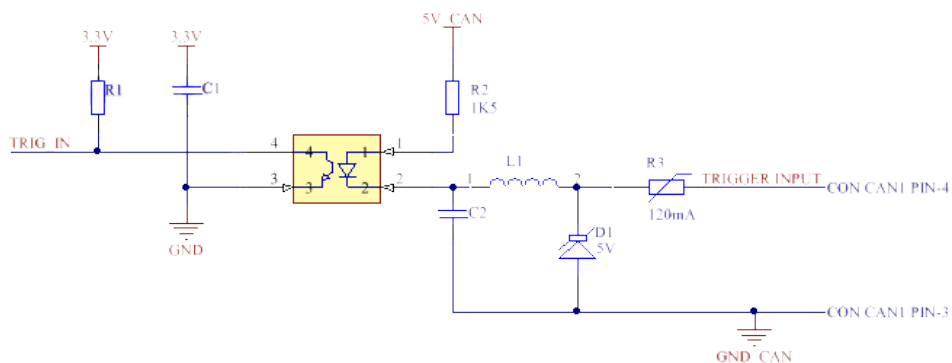 5V_CAN
3.3V 3.3V
R1 C1 R2
1K5
TRIG_IN 4 4 1 1
3 3 2 2 1 L1 2 R3 TRIGGER INPUT CON CAN1 PIN-4
120mA
C2 D1
5V
GND
CON CAN1 PIN-3
GND_CAN